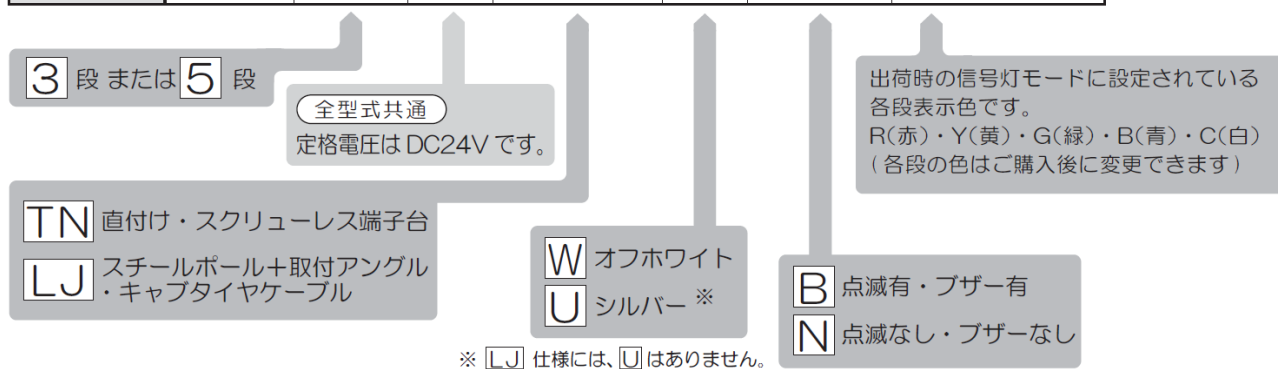 3 段 または 5 段
全型式共通
定格電圧は DC24V です。
出荷時の信号灯モードに設定されている
各段表示色です。
R(赤)・Y(黄)・G(緑)・B(青)・C(白)
(各段の色はご購入後に変更できます)
TN 直付け・スクリューレス端子台
LJ スチールポール+取付アングル
・キャブタイヤケーブル
W オフホワイト
U シルバー ※
B 点滅有・ブザー有
N 点滅なし・ブザーなし
※ LJ 仕様には、U はありません。